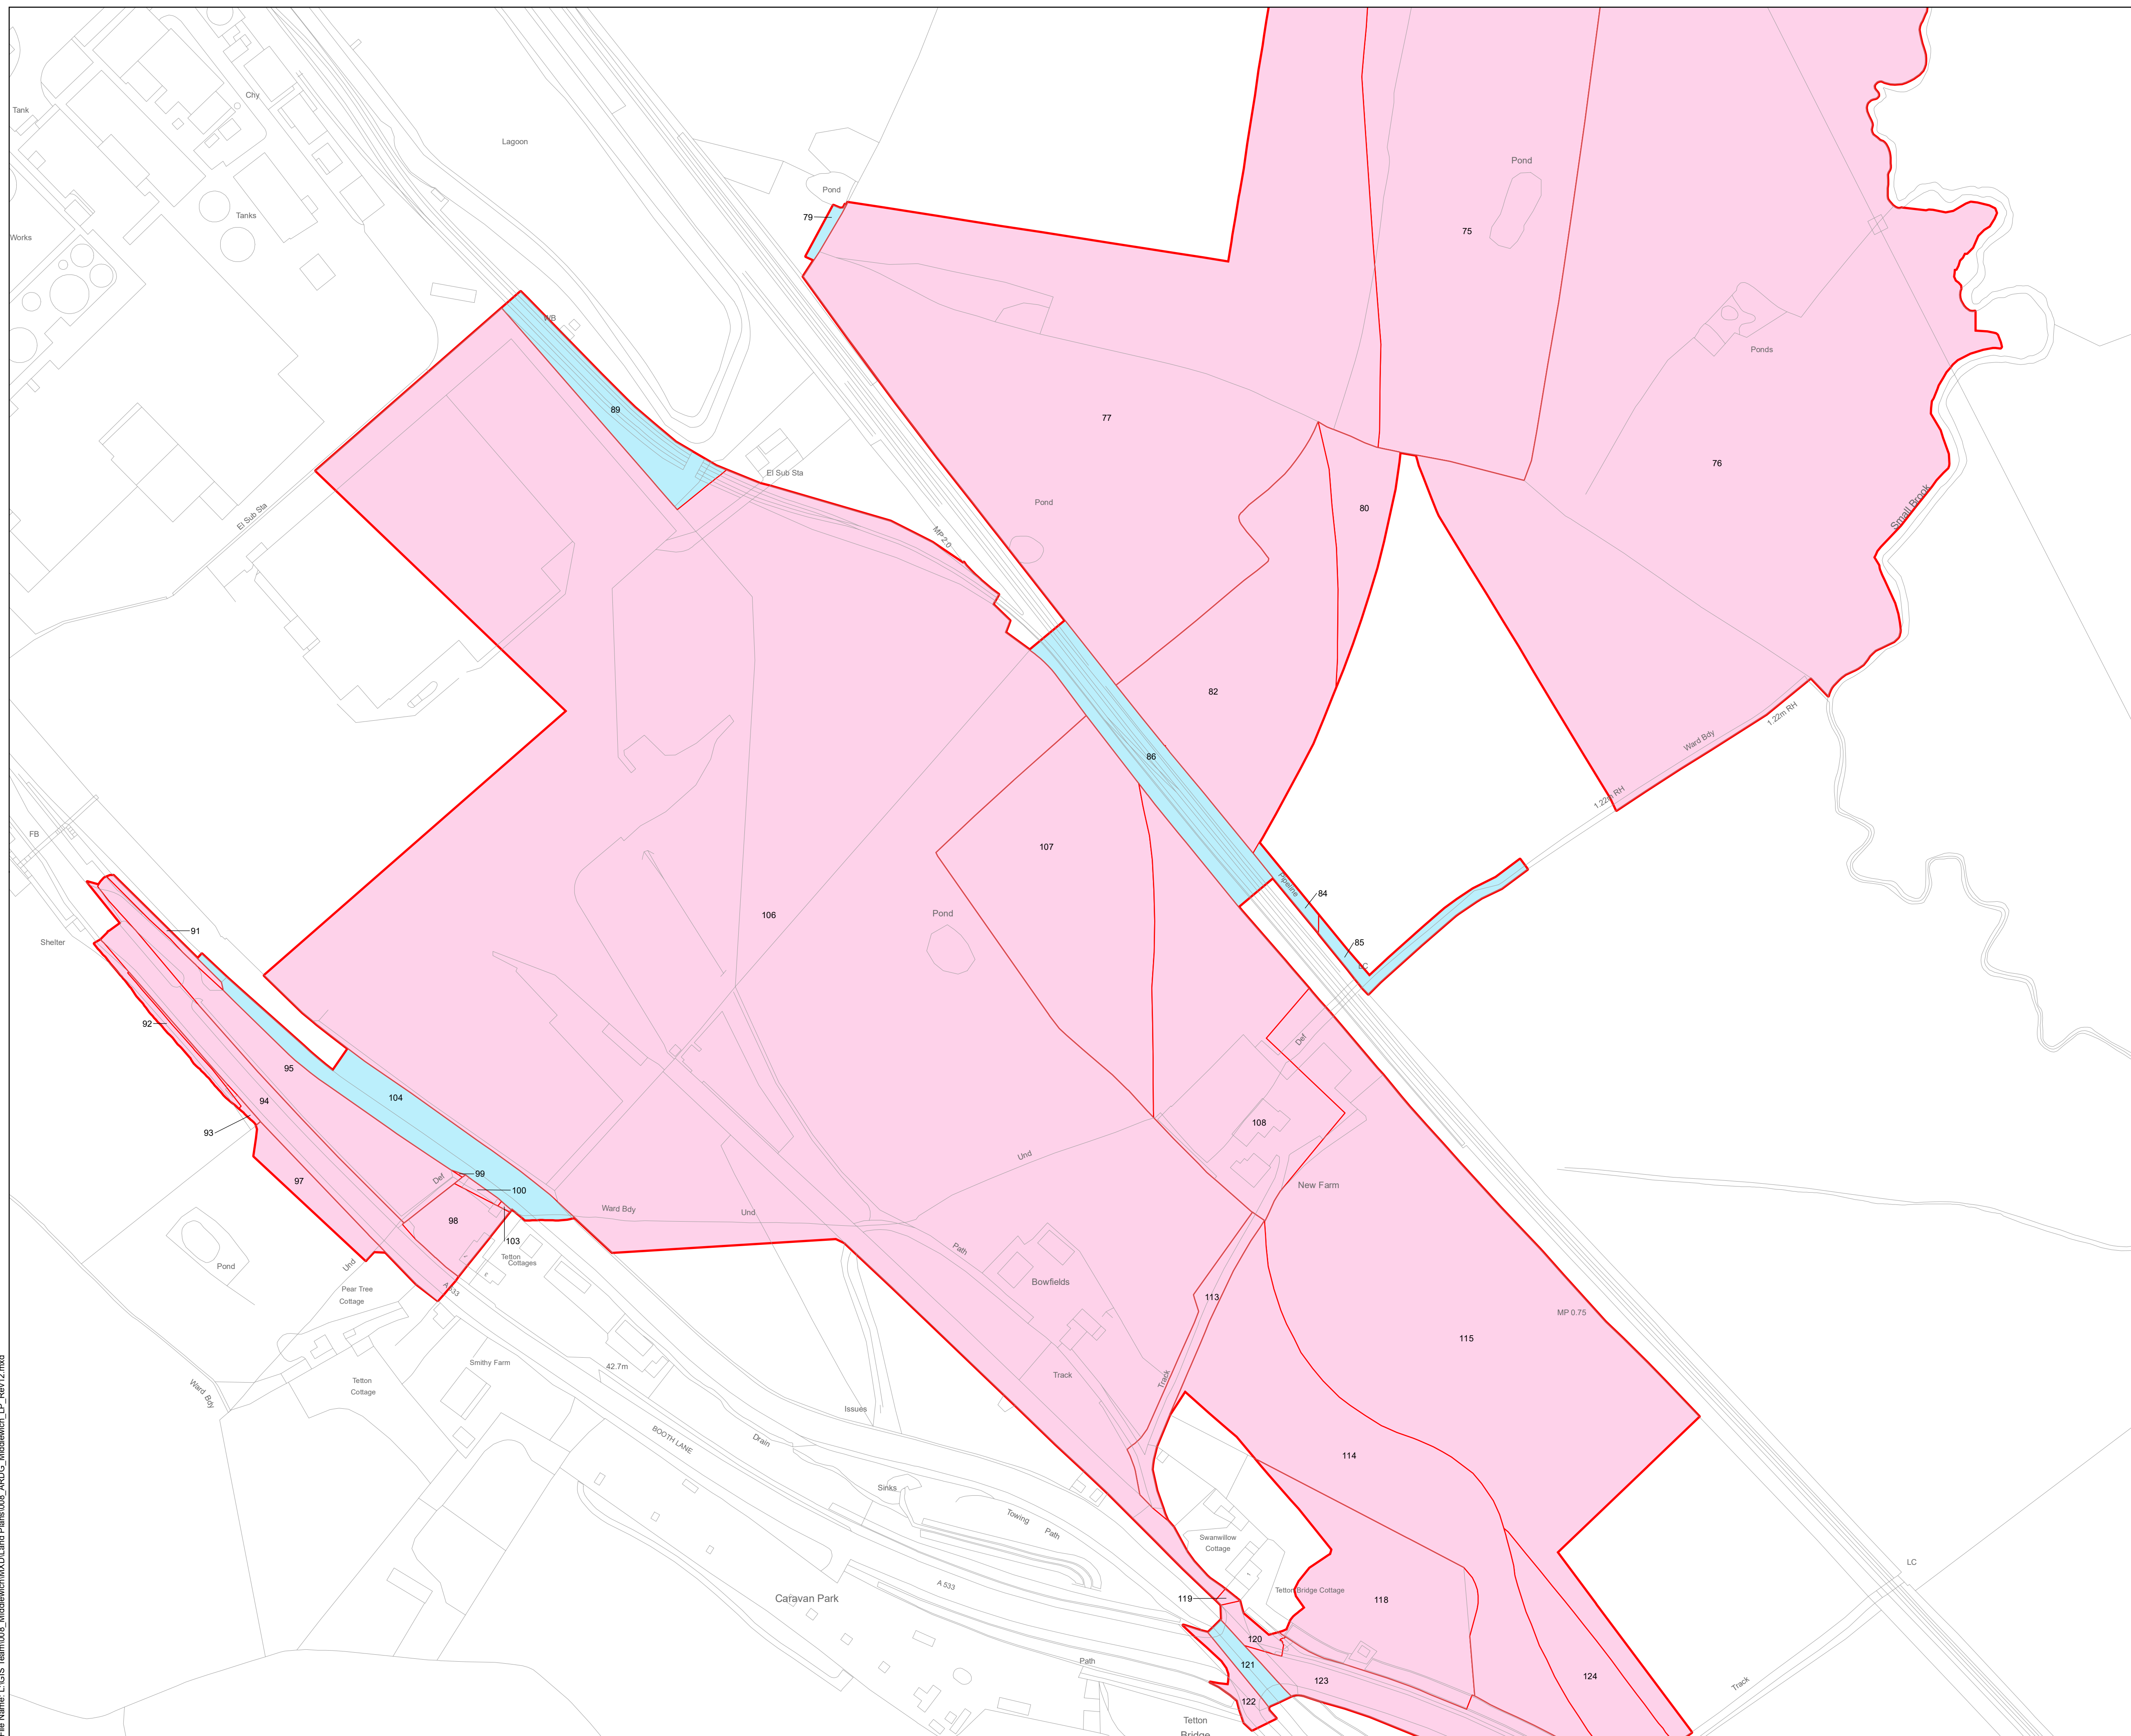 Tank
Chy
Lagoon
Pond
Pond
79
Tanks
75
Works
WB
Ponds
89
77
76
El Sub Sta
Pond
80
Small Brook
El Sub Sta
MP 2.0
82
1.22m RH
Ward Bdy
86
1.22m RH
FB
107
Pipeline
84
106
Pond
91
Shelter
85
LC
92
Def
95
104
94
108
93
Und
99
Def
97
100
New Farm
Ward Bdy
Und
98
103
Path
Tetton
Cottages
Pond
Und
Bowfields
Pear Tree
Cottage
A 533
113
MP 0.75
115
Smithy Farm
42.7m
Tetton
Cottage
Track
Track
Ward Bdy
Issues
BOOTH LANE
Drain
114
Sinks
Towing
Path
Swanwillow
Cottage
LC
A 533
Tetton Bridge Cottage
Caravan Park
119
118
120
Path
121
124
123
Track
122
Tetton
Bridge